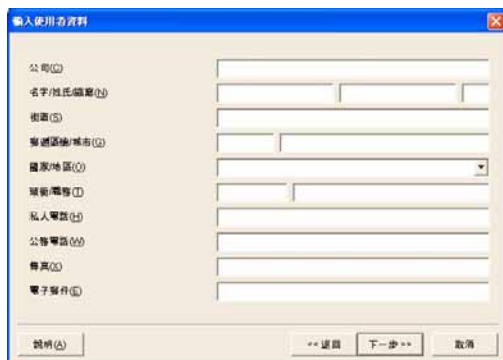 輸入使用者資料
公司(C)
名字/姓氏/縮寫(N)
街道(S)
郵遞區號/城市(G)
國家/地區(O)
頭銜/職務(T)
私人電話(H)
公務電話(W)
傳真(X)
電子郵件(E)
說明(A) << 返回 下一步 >> 取消